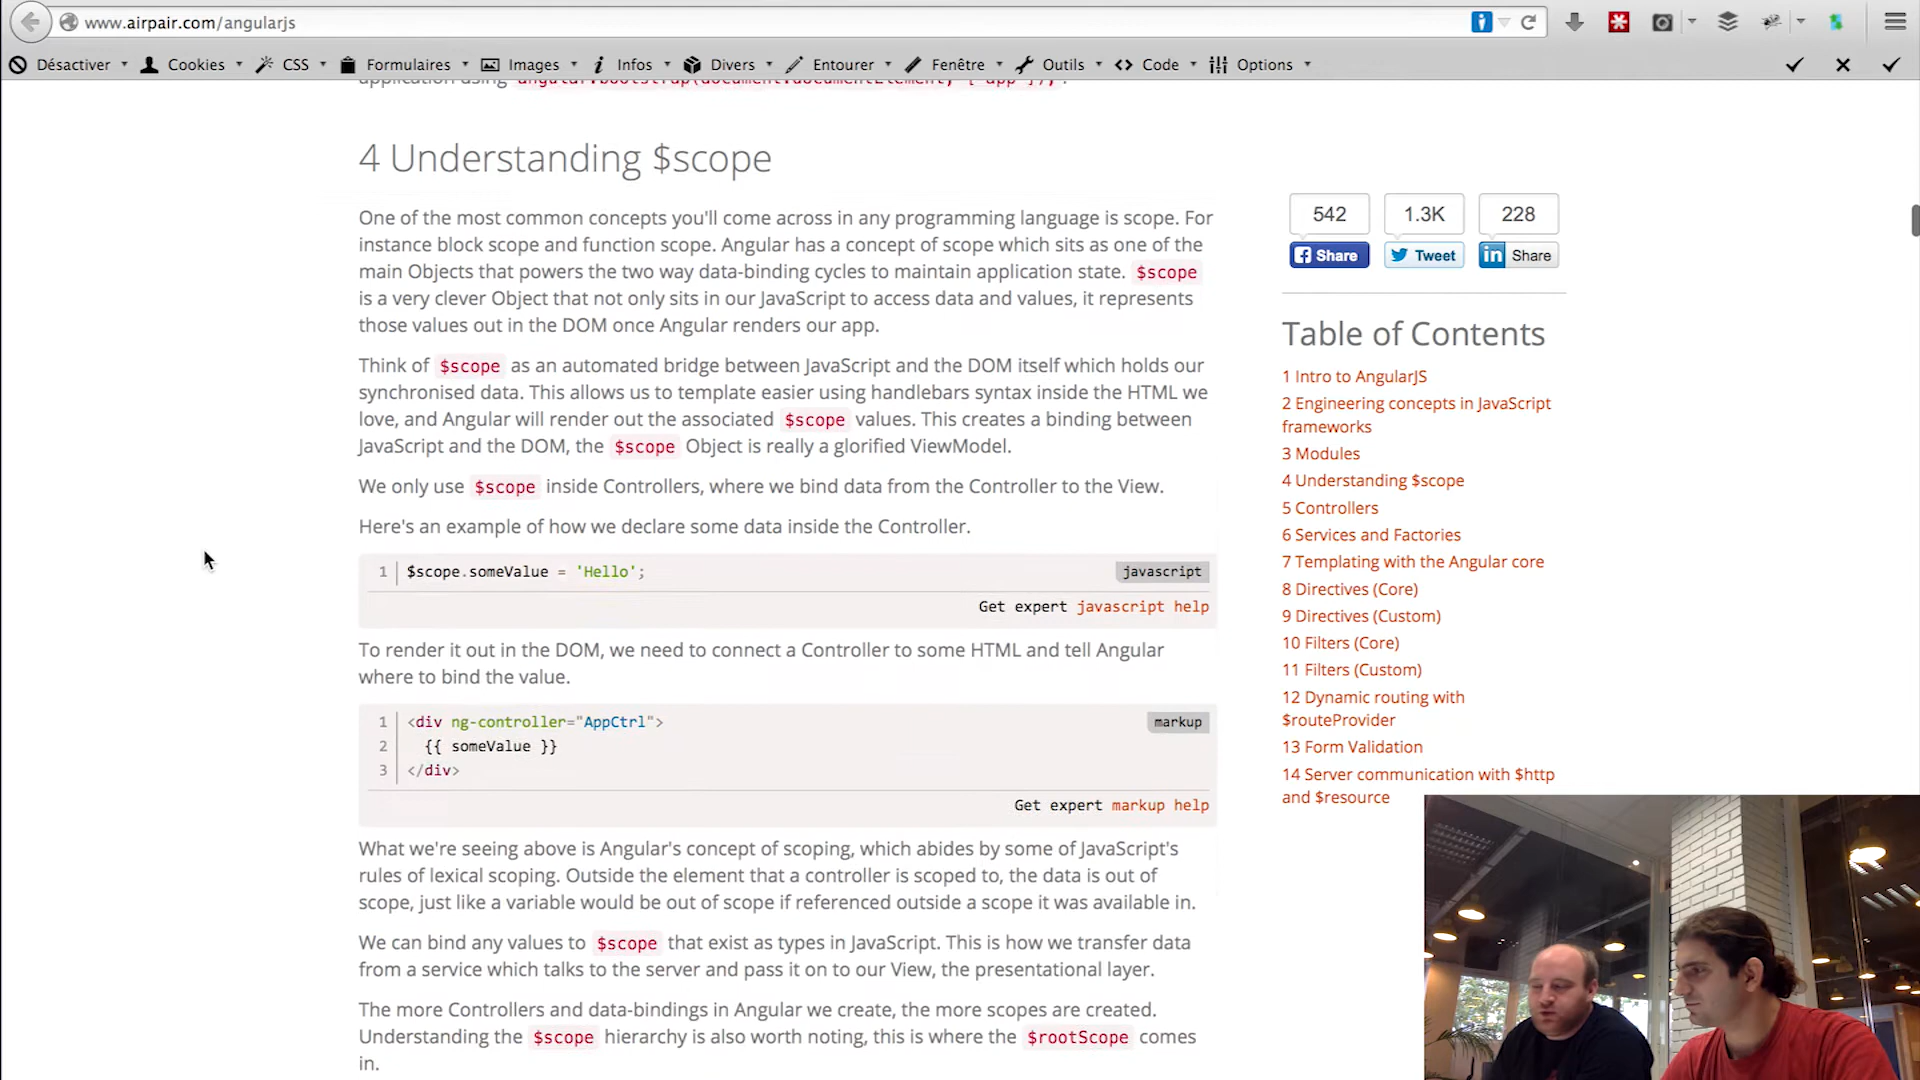 www.airpair.com/angularjs
Désactiver Cookies CSS Formulaires Images Infos Divers Entourer Fenêtre Outils Code Options
application using angular.bootstrap(document.documentElement, ['app']);.
4 Understanding $scope
One of the most common concepts you'll come across in any programming language is scope. For
instance block scope and function scope. Angular has a concept of scope which sits as one of the
main Objects that powers the two way data-binding cycles to maintain application state. $scope
is a very clever Object that not only sits in our JavaScript to access data and values, it represents
those values out in the DOM once Angular renders our app.
Think of $scope as an automated bridge between JavaScript and the DOM itself which holds our
synchronised data. This allows us to template easier using handlebars syntax inside the HTML we
love, and Angular will render out the associated $scope values. This creates a binding between
JavaScript and the DOM, the $scope Object is really a glorified ViewModel.
We only use $scope inside Controllers, where we bind data from the Controller to the View.
Here's an example of how we declare some data inside the Controller.
1 $scope.someValue = 'Hello'; javascript
Get expert javascript help
To render it out in the DOM, we need to connect a Controller to some HTML and tell Angular
where to bind the value.
1 <div ng-controller="AppCtrl"> markup
2 {{ someValue }}
3 </div>
Get expert markup help
What we're seeing above is Angular's concept of scoping, which abides by some of JavaScript's
rules of lexical scoping. Outside the element that a controller is scoped to, the data is out of
scope, just like a variable would be out of scope if referenced outside a scope it was available in.
We can bind any values to $scope that exist as types in JavaScript. This is how we transfer data
from a service which talks to the server and pass it on to our View, the presentational layer.
The more Controllers and data-bindings in Angular we create, the more scopes are created.
Understanding the $scope hierarchy is also worth noting, this is where the $rootScope comes
in.
542 1.3K 228
Share Tweet Share
Table of Contents
1 Intro to AngularJS
2 Engineering concepts in JavaScript
frameworks
3 Modules
4 Understanding $scope
5 Controllers
6 Services and Factories
7 Templating with the Angular core
8 Directives (Core)
9 Directives (Custom)
10 Filters (Core)
11 Filters (Custom)
12 Dynamic routing with
$routeProvider
13 Form Validation
14 Server communication with $http
and $resource